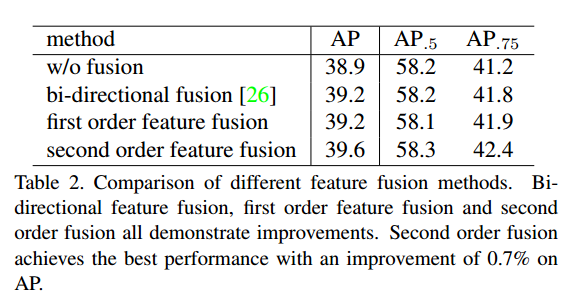 method AP AP.5 AP.75
w/o fusion 38.9 58.2 41.2
bi-directional fusion [26] 39.2 58.2 41.8
first order feature fusion 39.2 58.1 41.9
second order feature fusion 39.6 58.3 42.4
Table 2. Comparison of different feature fusion methods. Bi-
directional feature fusion, first order feature fusion and second
order fusion all demonstrate improvements. Second order fusion
achieves the best performance with an improvement of 0.7% on
AP.